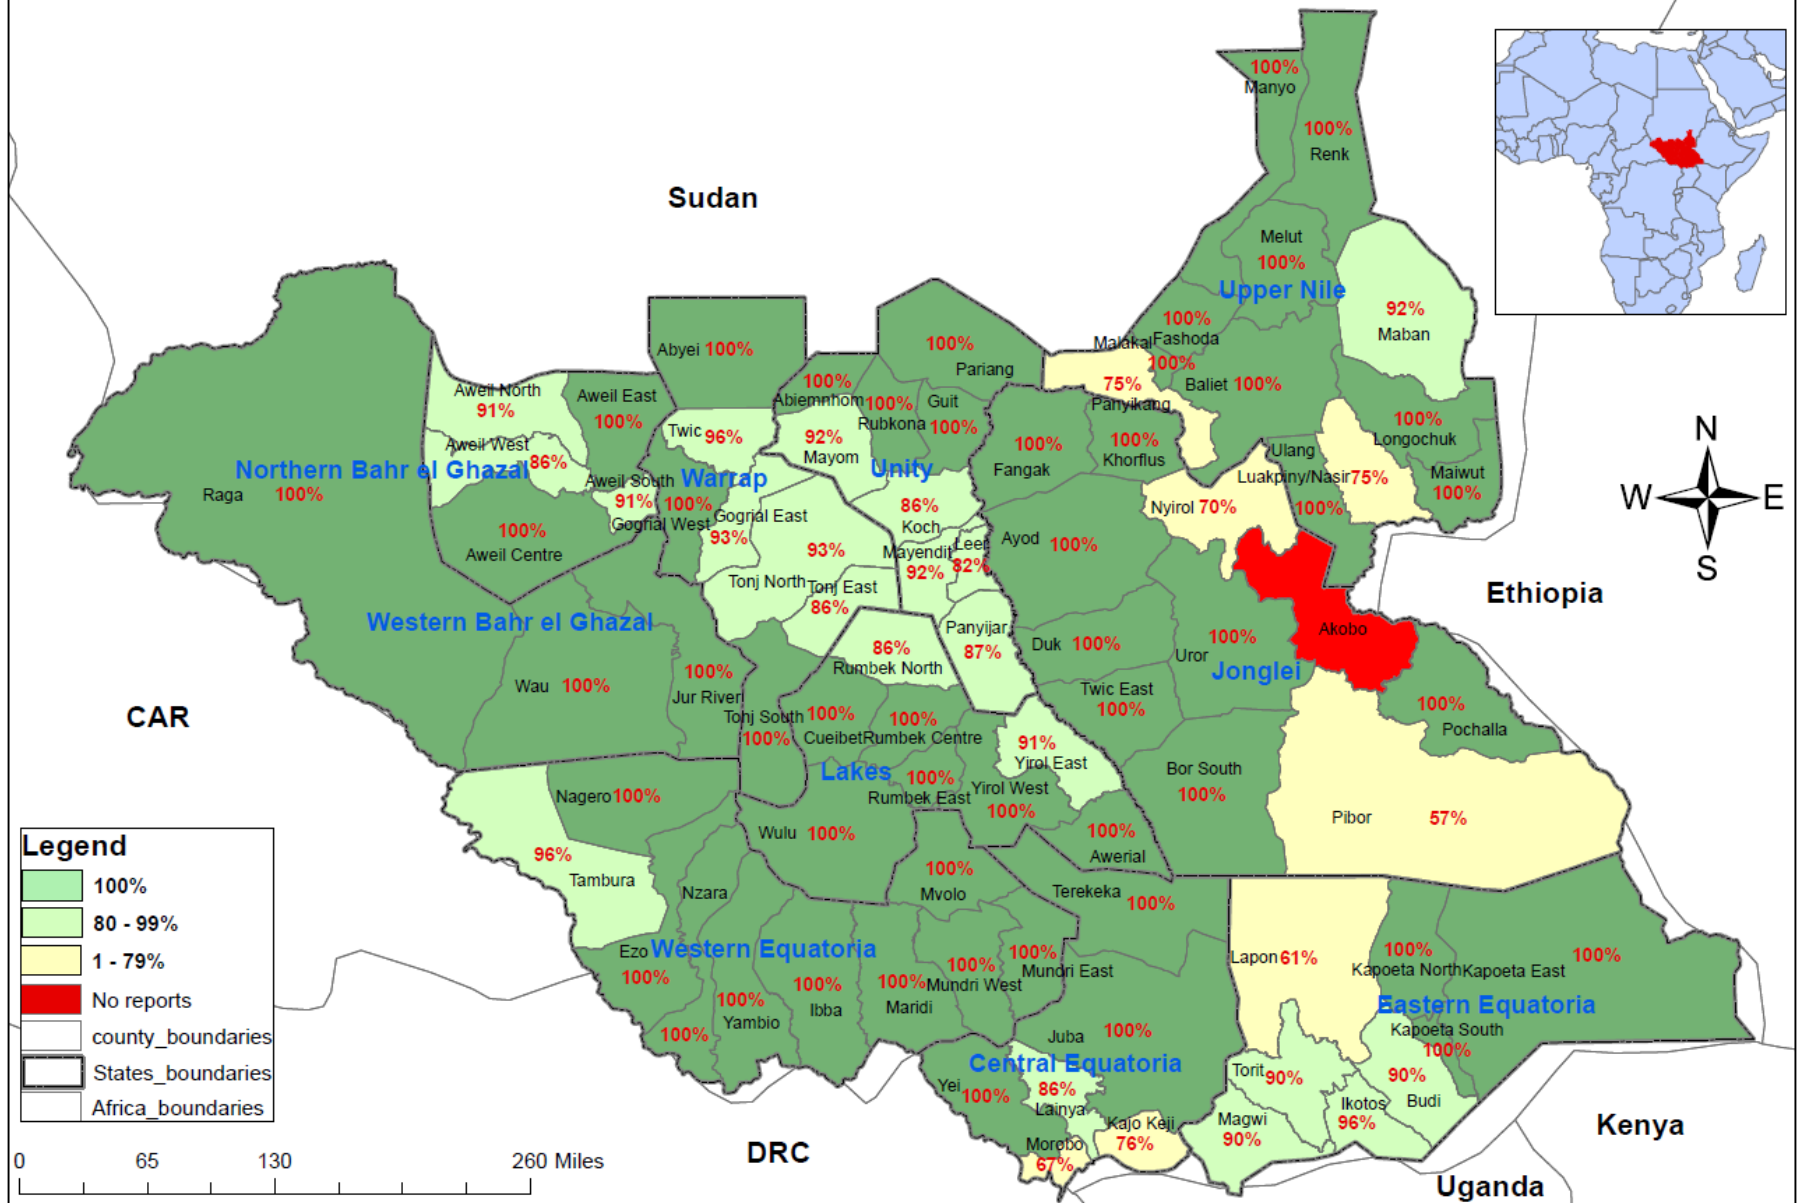 100%
Manyo
100%
Renk
Sudan
Melut
100%
Upper Nile
92%
Maban
100%
Fashoda
Malakal
100%
Abyei 100%
100%
Pariang
75%
Panyikang
Baliet 100%
Aweil North
91%
Aweil East
100%
100%
Abiemnhom
100%
Rubkona
Guit
100%
Aweil West
86%
Twic 96%
92%
Mayom
100%
Fangak
100%
Khorflus
100%
Longochuk
Ulang
Luakpiny/Nasir 75%
Maiwut
100%
N
W
E
S
Northern Bahr el Ghazal
Raga 100%
Aweil South
91%
Warrap
100%
Gogrial West
Unity
86%
Koch
Nyirol 70%
100%
100%
Aweil Centre
Gogrial East
93%
93%
Mayendit
92%
Leer
82%
Ayod 100%
Tonj North
Tonj East
86%
Ethiopia
Western Bahr el Ghazal
Panyijar
87%
86%
Rumbek North
Duk 100%
100%
Uror
Akobo
Jonglei
Wau 100%
100%
Jur River
Twic East
100%
100%
Pochalla
CAR
Tonj South
100%
100%
Cueibet
100%
Rumbek Centre
91%
Yirol East
Lakes
100%
Rumbek East
Yirol West
100%
Bor South
100%
Nagero 100%
Pibor 57%
Wulu 100%
100%
Awerial
96%
Tambura
100%
Mvolo
Nzara
Terekeka 100%
Ezo
100%
Western Equatoria
100%
Mundri West
100%
Mundri East
Lapon 61%
100%
Kapoeta North
Kapoeta East
100%
100%
Yambio
100%
Ibba
100%
Maridi
100%
Eastern Equatoria
Kapoeta South
100%
Juba 100%
Central Equatoria
Yei
100%
86%
Lainya
Torit 90%
90%
Budi
Ikotos
96%
Magwi
90%
Kajo Keji
76%
Morobo
67%
DRC
Kenya
Uganda
Legend
100%
80 - 99%
1 - 79%
No reports
county_boundaries
States_boundaries
Africa_boundaries
0 65 130 260 Miles